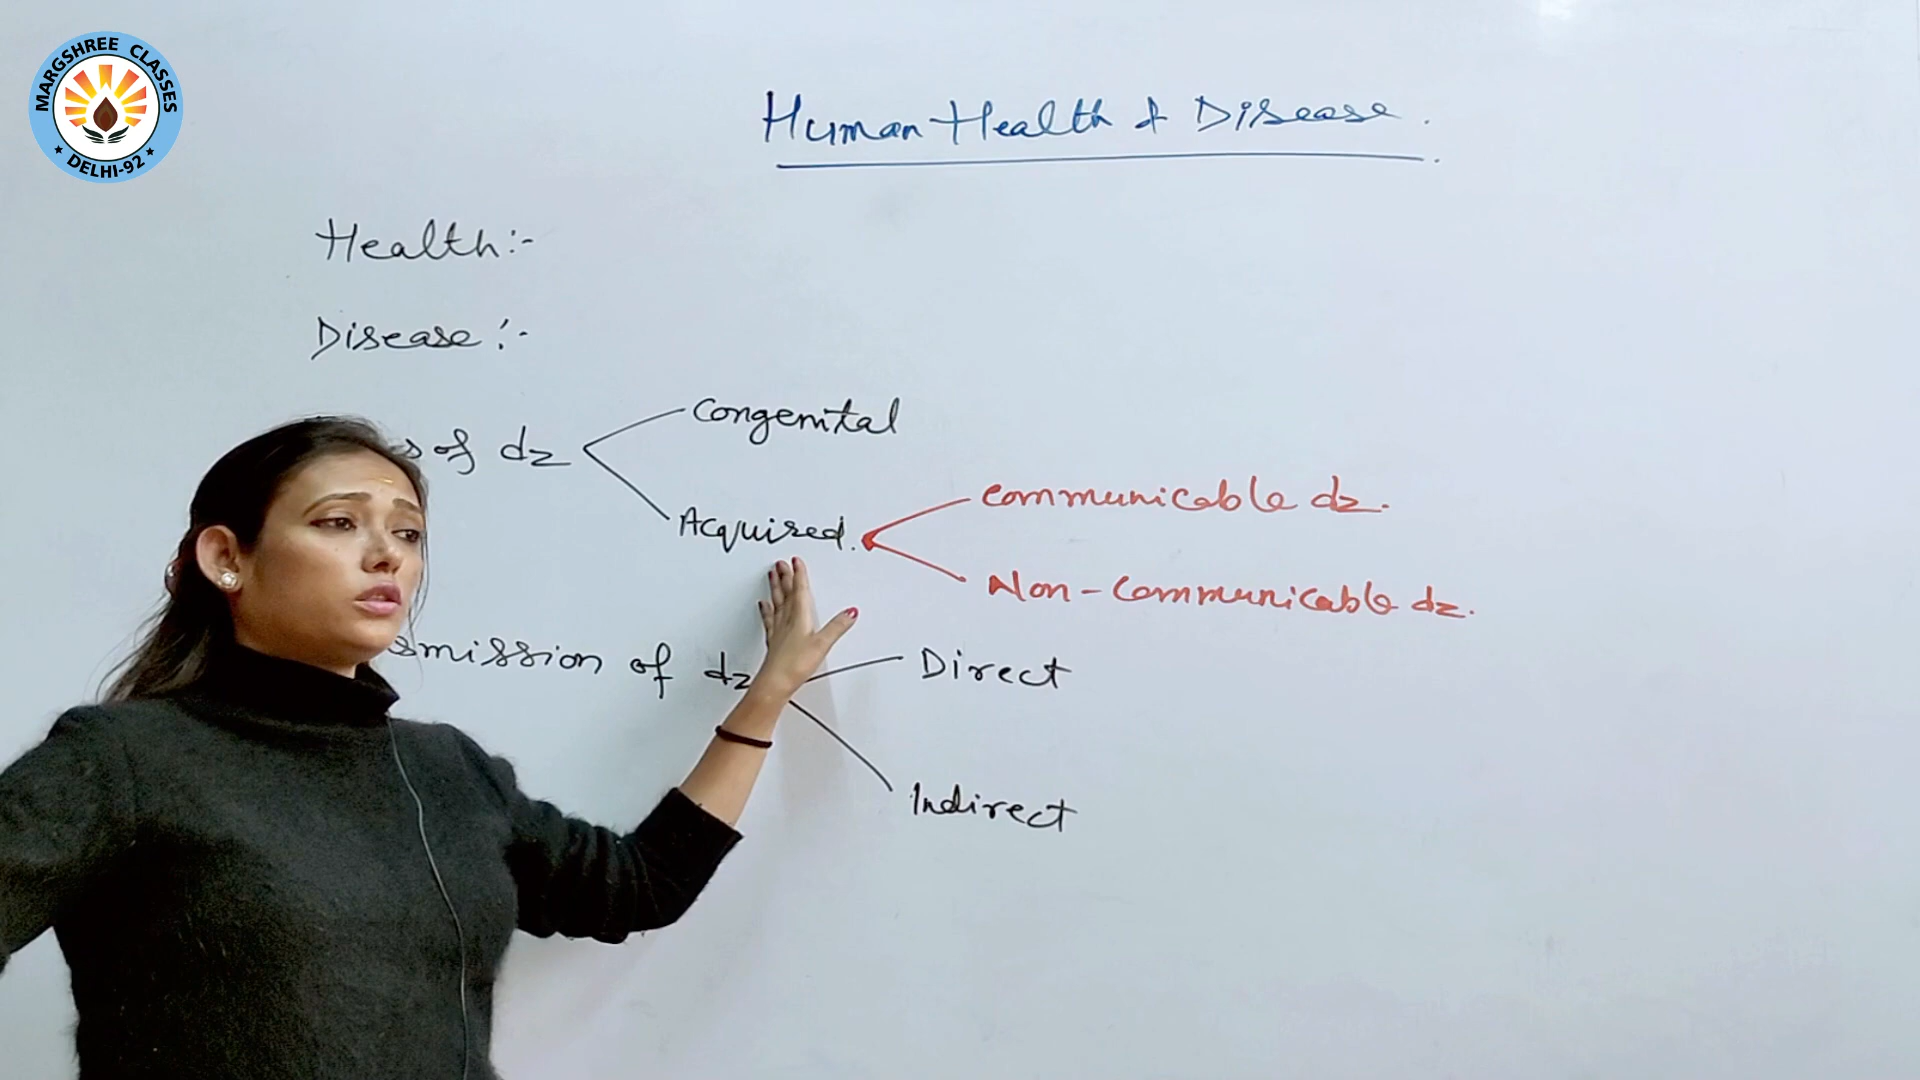 MARGSHREE CLASSES
DELHI-92
Human Health & Disease.
Health:-
Disease:-
of dz
Congenital
Acquired.
Communicable dz.
Non-Communicable dz.
of dz
Direct
Indirect